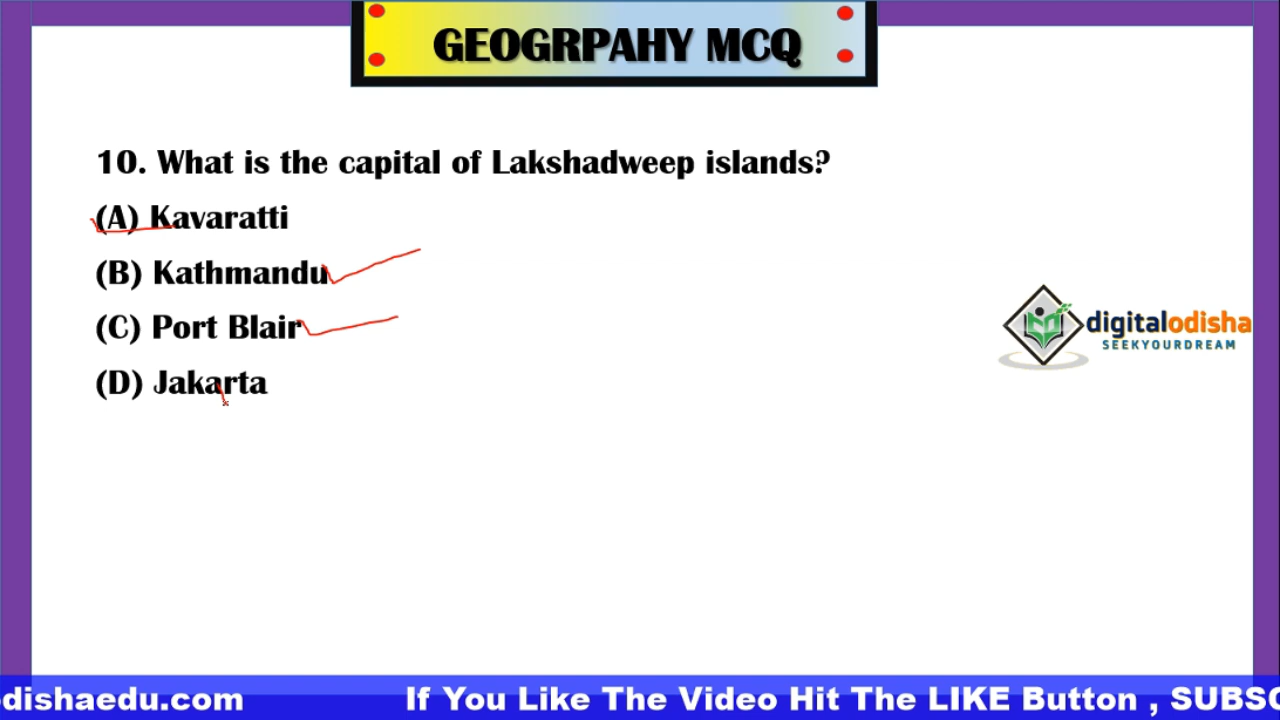 GEOGRPAHY MCQ
10. What is the capital of Lakshadweep islands?
(A) Kavaratti
(B) Kathmandu
(C) Port Blair
(D) Jakarta
digitalodisha
SEEKYOURDREAM
odishaedu.com If You Like The Video Hit The LIKE Button , SUBSC